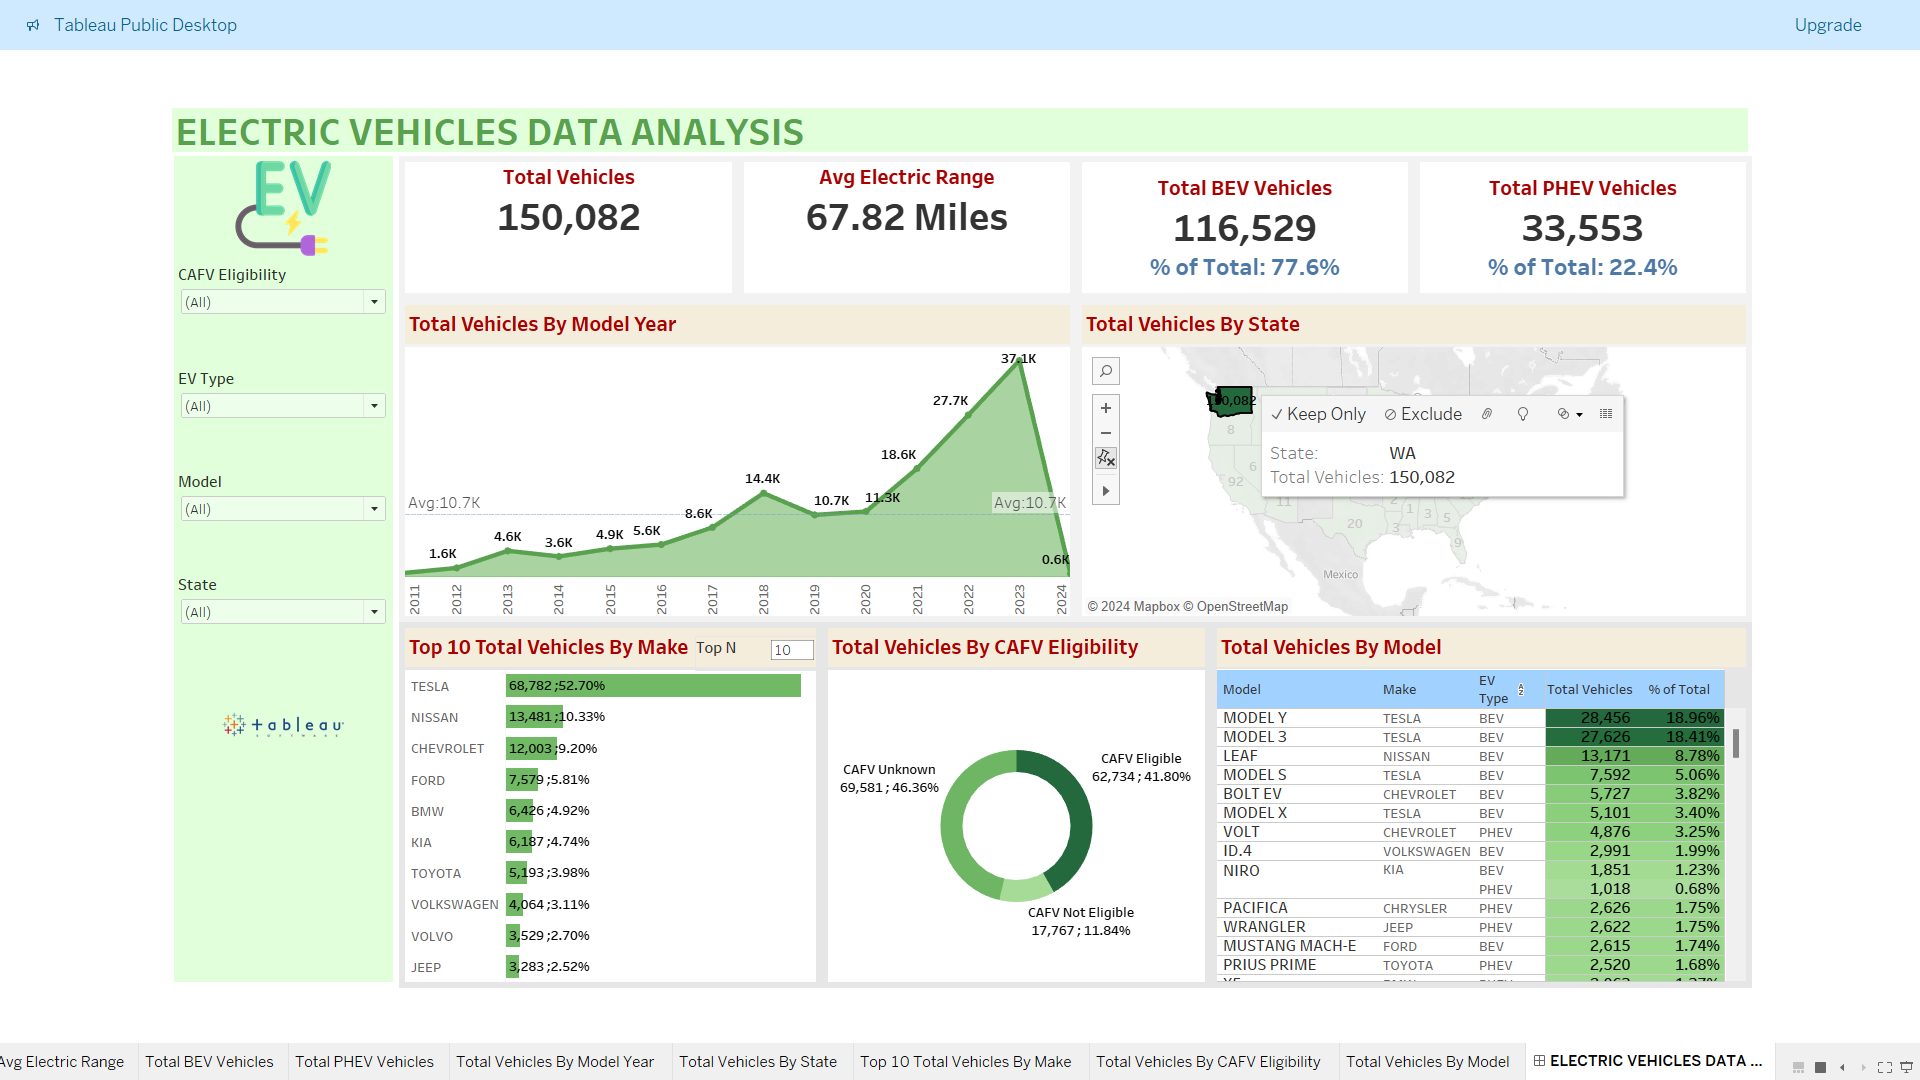 Tableau Public Desktop
Upgrade
ELECTRIC VEHICLES DATA ANALYSIS
EV
CAFV Eligibility
(All)
EV Type
(All)
Model
(All)
State
(All)
+ableau
SOFTWARE
Total Vehicles
150,082
Avg Electric Range
67.82 Miles
Total BEV Vehicles
116,529
% of Total: 77.6%
Total PHEV Vehicles
33,553
% of Total: 22.4%
Total Vehicles By Model Year
37.1K
27.7K
18.6K
14.4K
10.7K
11.3K
8.6K
Avg:10.7K
Avg:10.7K
4.6K
3.6K
4.9K
5.6K
1.6K
0.6K
2011
2012
2013
2014
2015
2016
2017
2018
2019
2020
2021
2022
2023
2024
Total Vehicles By State
8
6
92
11
2
1
3
5
20
3
9
Keep Only
Exclude
State: WA
Total Vehicles: 150,082
Mexico
© 2024 Mapbox © OpenStreetMap
Top 10 Total Vehicles By Make
Top N
10
TESLA 68,782 ;52.70%
NISSAN 13,481 ;10.33%
CHEVROLET 12,003 ;9.20%
FORD 7,579 ;5.81%
BMW 6,426 ;4.92%
KIA 6,187 ;4.74%
TOYOTA 5,193 ;3.98%
VOLKSWAGEN 4,064 ;3.11%
VOLVO 3,529 ;2.70%
JEEP 3,283 ;2.52%
Total Vehicles By CAFV Eligibility
CAFV Unknown
69,581 ; 46.36%
CAFV Eligible
62,734 ; 41.80%
CAFV Not Eligible
17,767 ; 11.84%
Total Vehicles By Model
Model Make EV Type Total Vehicles % of Total
MODEL Y TESLA BEV 28,456 18.96%
MODEL 3 TESLA BEV 27,626 18.41%
LEAF NISSAN BEV 13,171 8.78%
MODEL S TESLA BEV 7,592 5.06%
BOLT EV CHEVROLET BEV 5,727 3.82%
MODEL X TESLA BEV 5,101 3.40%
VOLT CHEVROLET PHEV 4,876 3.25%
ID.4 VOLKSWAGEN BEV 2,991 1.99%
NIRO KIA BEV 1,851 1.23%
PHEV 1,018 0.68%
PACIFICA CHRYSLER PHEV 2,626 1.75%
WRANGLER JEEP PHEV 2,622 1.75%
MUSTANG MACH-E FORD BEV 2,615 1.74%
PRIUS PRIME TOYOTA PHEV 2,520 1.68%
Avg Electric Range
Total BEV Vehicles
Total PHEV Vehicles
Total Vehicles By Model Year
Total Vehicles By State
Top 10 Total Vehicles By Make
Total Vehicles By CAFV Eligibility
Total Vehicles By Model
ELECTRIC VEHICLES DATA ...